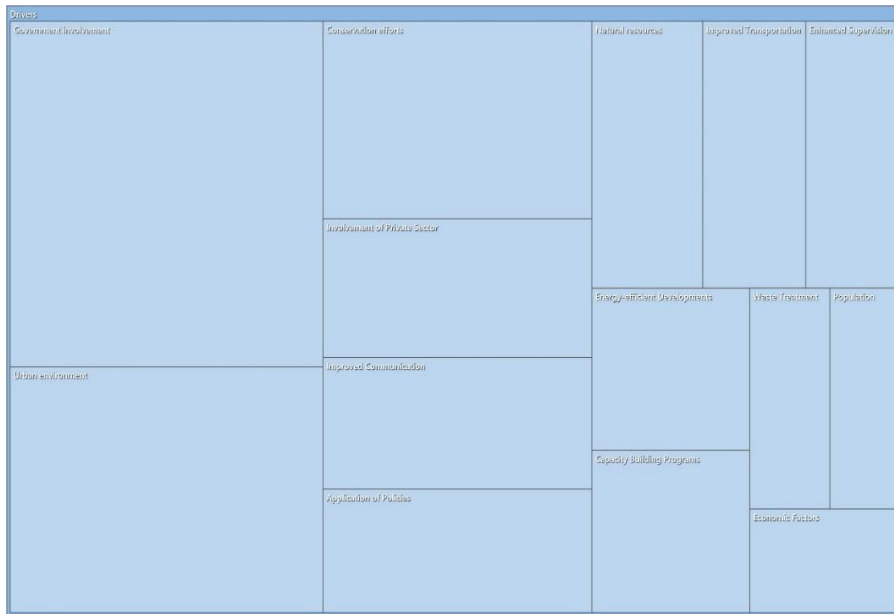 Drivers
Government involvement
Conservation efforts
Natural resources
Improved Transportation
Enhanced Supervision
Involvement of Private Sector
Energy-efficient Developments
Waste Treatment
Population
Improved Communication
Urban environment
Capacity Building Programs
Application of Policies
Economic Factors